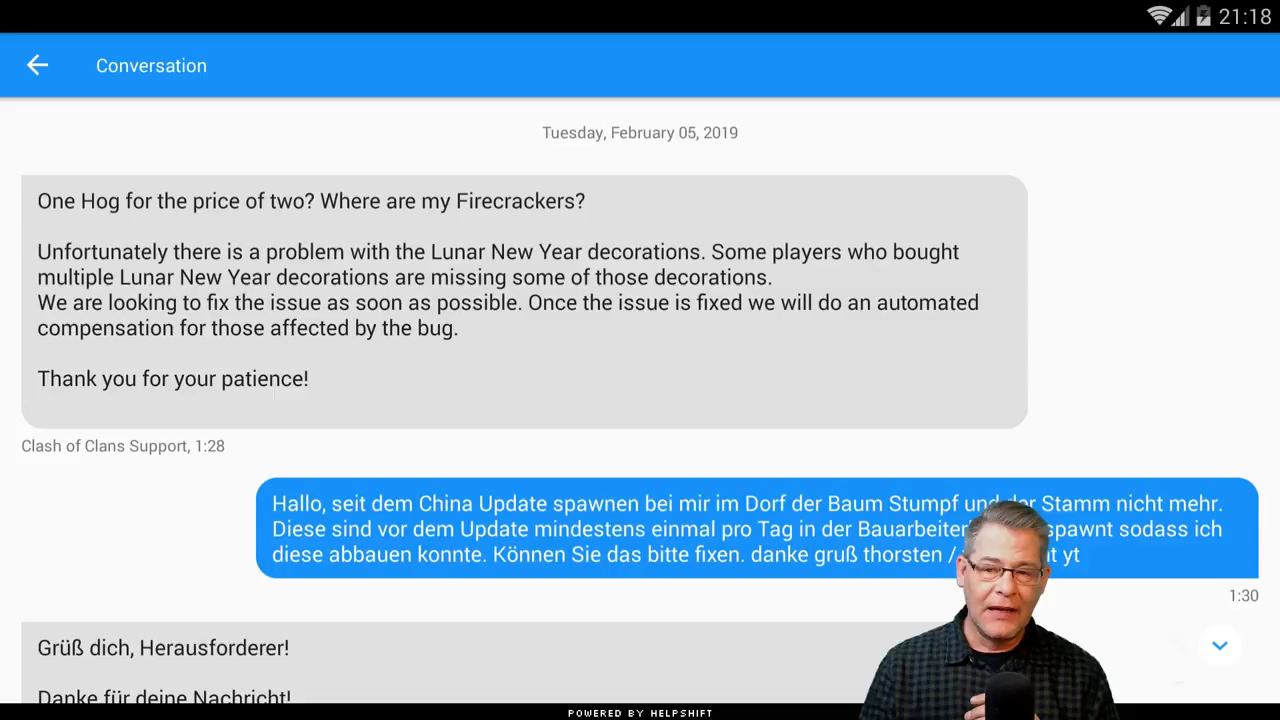 21:18
Conversation
Tuesday, February 05, 2019
One Hog for the price of two? Where are my Firecrackers?
Unfortunately there is a problem with the Lunar New Year decorations. Some players who bought
multiple Lunar New Year decorations are missing some of those decorations.
We are looking to fix the issue as soon as possible. Once the issue is fixed we will do an automated
compensation for those affected by the bug.
Thank you for your patience!
Clash of Clans Support, 1:28
Hallo, seit dem China Update spawnen bei mir im Dorf der Baum Stumpf und der Stamm nicht mehr.
Diese sind vor dem Update mindestens einmal pro Tag in der Bauarbeiter spawnt sodass ich
diese abbauen konnte. Können Sie das bitte fixen. danke gruß thorsten / yt
1:30
Grüß dich, Herausforderer!
Danke für deine Nachricht!
POWERED BY HELPSHIFT